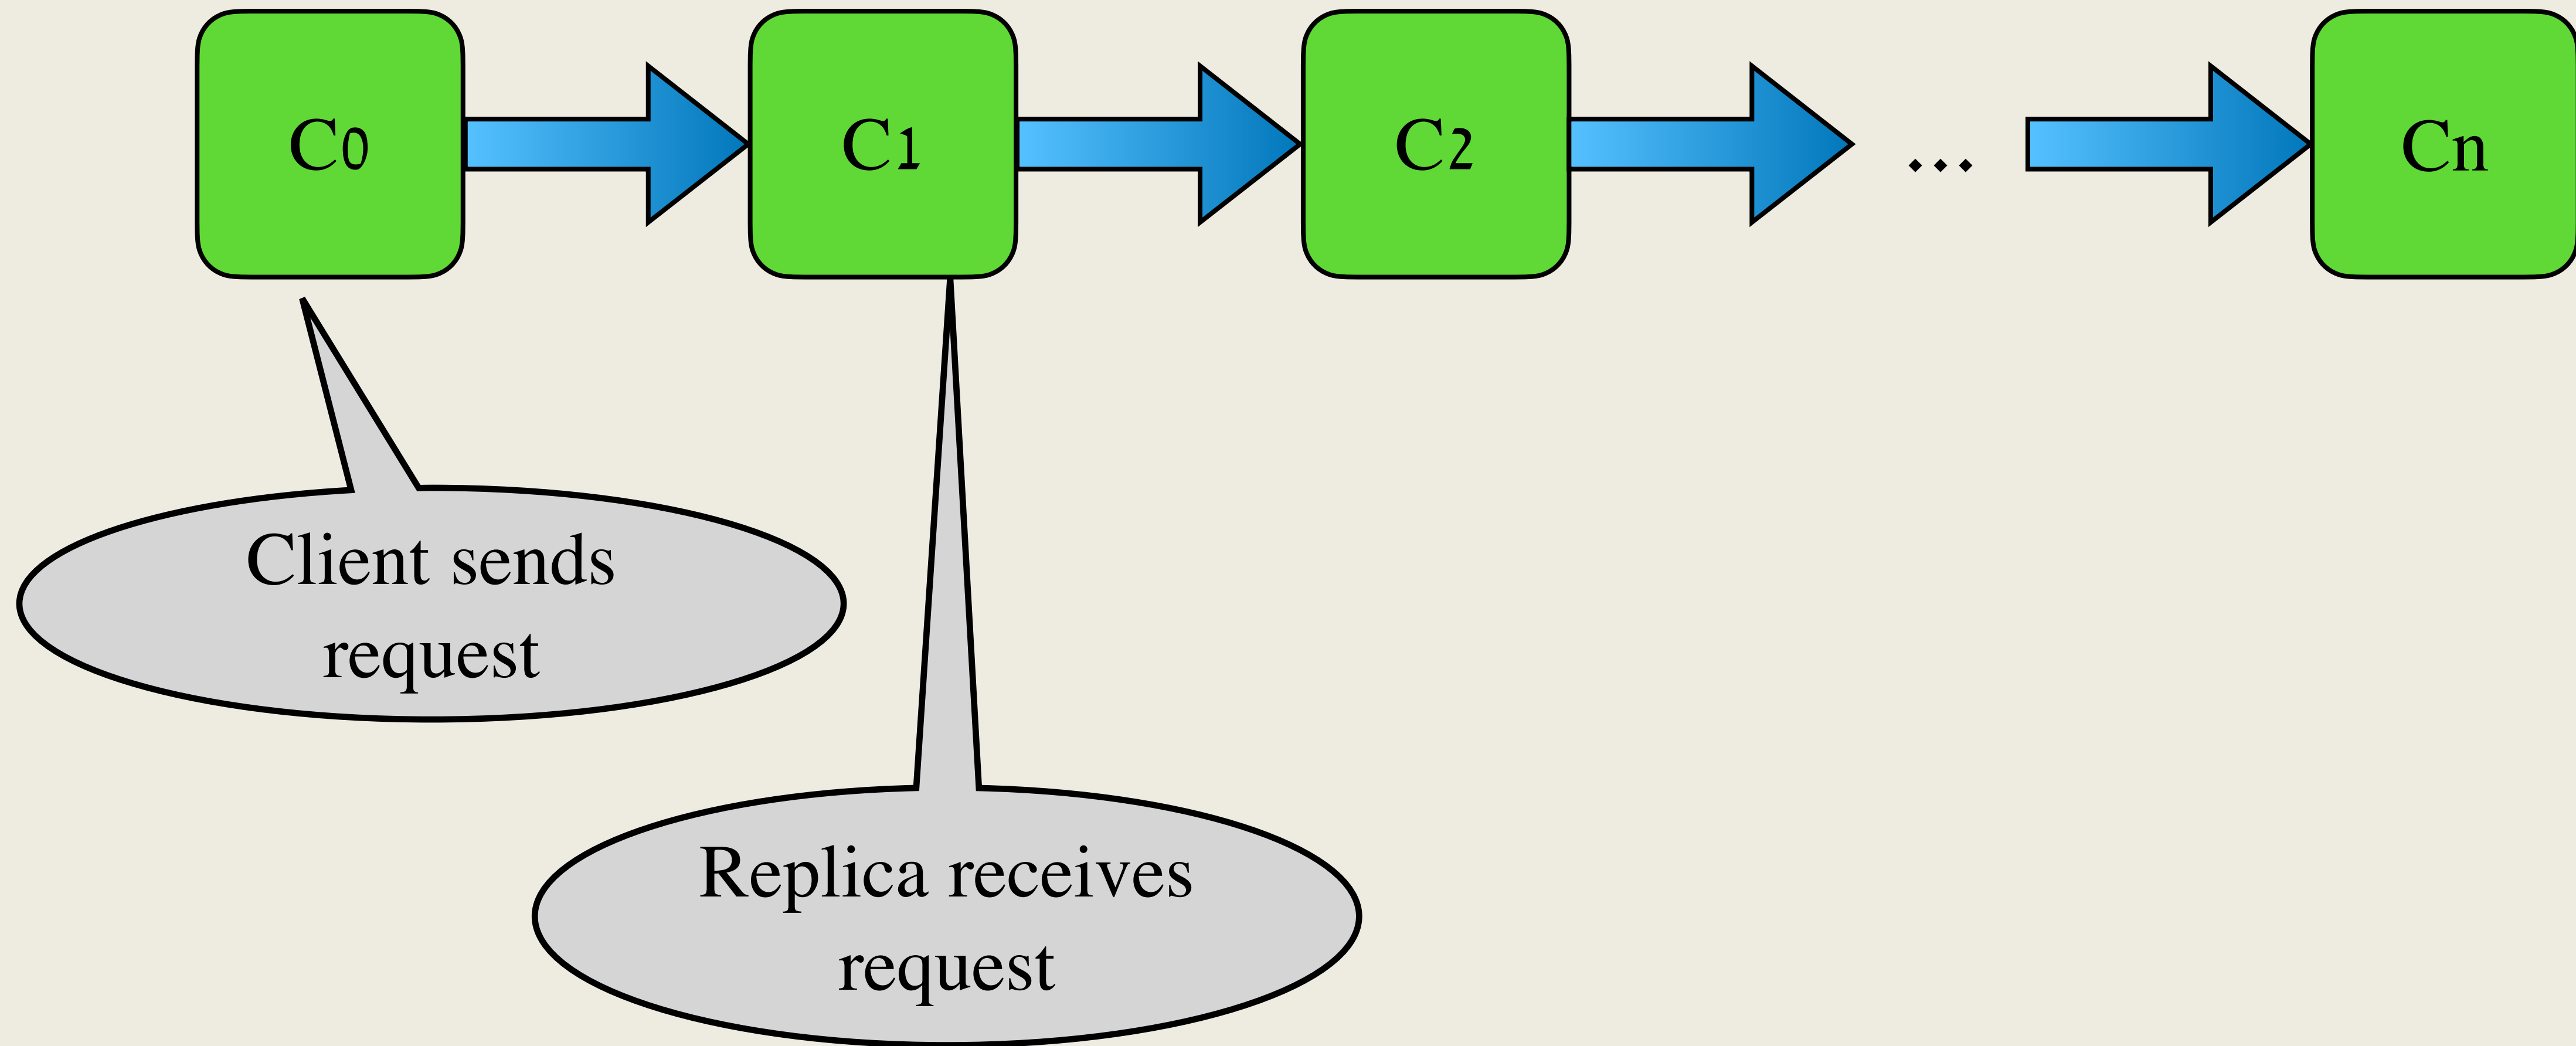 C0
C1
C2
...
Cn
Client sends
request
Replica receives
request